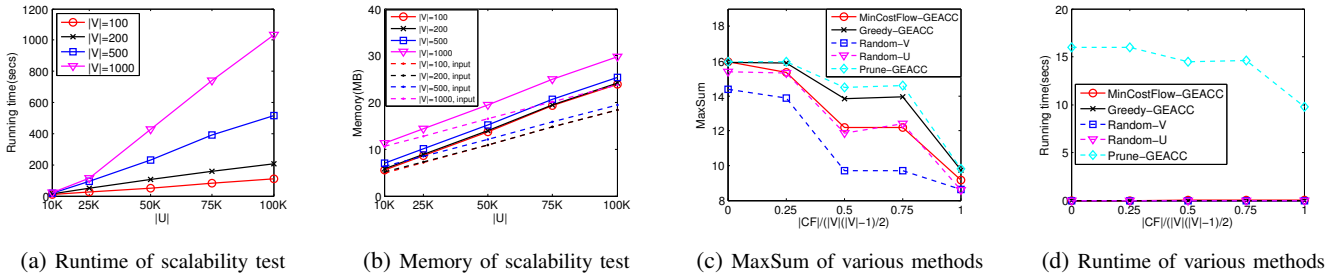 1200
1000
800
600
400
200
0
10K 25K 50K 75K 100K
|U|
Running time(secs)
|V|=100
|V|=200
|V|=500
|V|=1000
(a) Runtime of scalability test
40
30
20
10
0
10K 25K 50K 75K 100K
|U|
Memory(MB)
|V|=100
|V|=200
|V|=500
|V|=1000
|V|=100, input
|V|=200, input
|V|=500, input
|V|=1000, input
(b) Memory of scalability test
18
16
14
12
10
8
0 0.25 0.5 0.75 1
|CF|/(|V|(|V|−1)/2)
MaxSum
MinCostFlow−GEACC
Greedy−GEACC
Random−V
Random−U
Prune−GEACC
(c) MaxSum of various methods
20
15
10
5
0
0 0.25 0.5 0.75 1
|CF|/(|V|(|V|−1)/2)
Running time(secs)
MinCostFlow−GEACC
Greedy−GEACC
Random−V
Random−U
Prune−GEACC
(d) Runtime of various methods